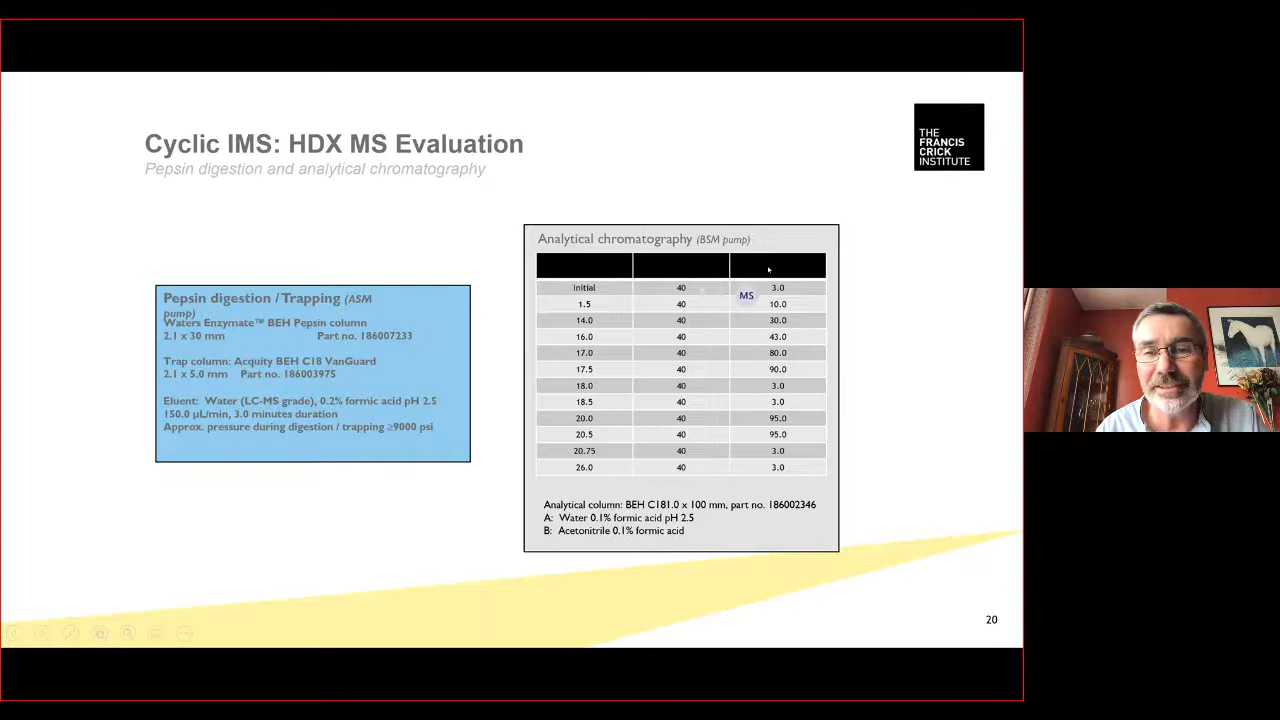 Cyclic IMS: HDX MS Evaluation
Pepsin digestion and analytical chromatography
THE
FRANCIS
CRICK
INSTITUTE
Pepsin digestion / Trapping (ASM
pump)
Waters Enzymate™ BEH Pepsin column
2.1 x 30 mm Part no. 186007233
Trap column: Acquity BEH C18 VanGuard
2.1 x 5.0 mm Part no. 186003975
Eluent: Water (LC-MS grade), 0.2% formic acid pH 2.5
150.0 µL/min, 3.0 minutes duration
Approx. pressure during digestion / trapping ≥9000 psi
Analytical chromatography (BSM pump)
Initial 40 3.0
MS
1.5 40 10.0
14.0 40 30.0
16.0 40 43.0
17.0 40 80.0
17.5 40 90.0
18.0 40 3.0
18.5 40 3.0
20.0 40 95.0
20.5 40 95.0
20.75 40 3.0
26.0 40 3.0
Analytical column: BEH C181.0 x 100 mm, part no. 186002346
A: Water 0.1% formic acid pH 2.5
B: Acetonitrile 0.1% formic acid
20